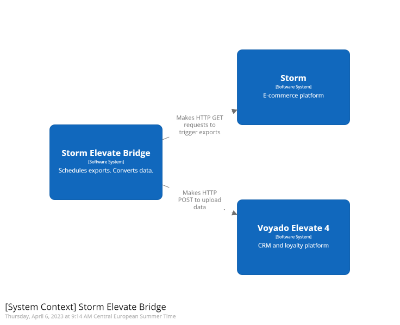 Storm
[Software System]
E-commerce platform
Makes HTTP GET
requests to
trigger exports
Storm Elevate Bridge
[Software System]
Schedules exports. Converts data.
Makes HTTP
POST to upload
data
Voyado Elevate 4
[Software System]
CRM and loyalty platform
[System Context] Storm Elevate Bridge
Thursday, April 6, 2023 at 9:14 AM Central European Summer Time